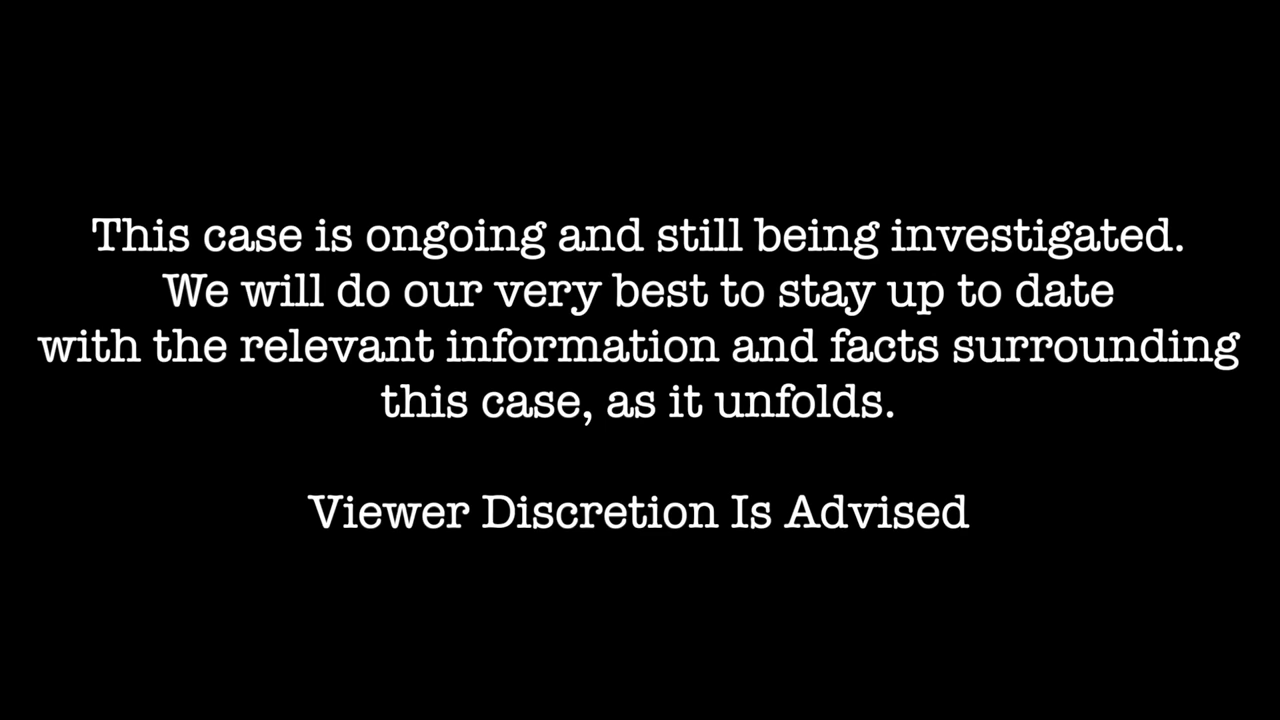 This case is ongoing and still being investigated.
We will do our very best to stay up to date
with the relevant information and facts surrounding
this case, as it unfolds.
Viewer Discretion Is Advised